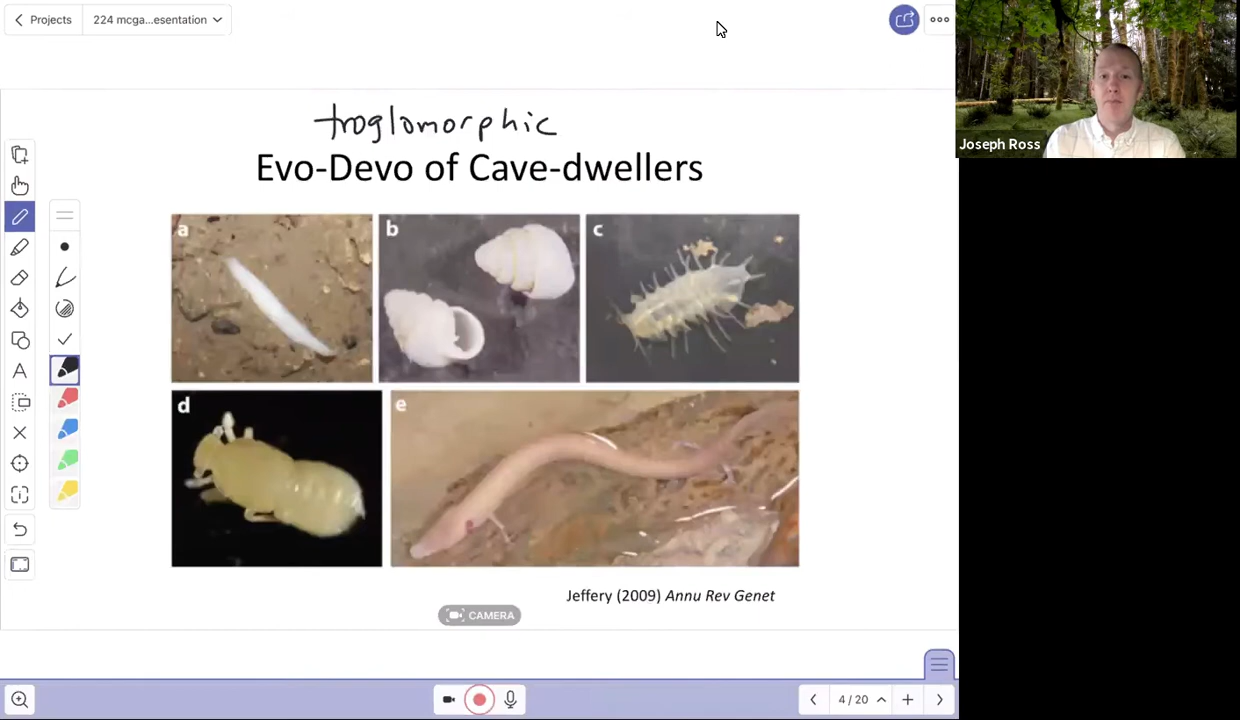 Projects
224 mcga...esentation
Joseph Ross
troglomorphic
Evo-Devo of Cave-dwellers
a
b
c
d
e
Jeffery (2009) Annu Rev Genet
CAMERA
A
4 / 20